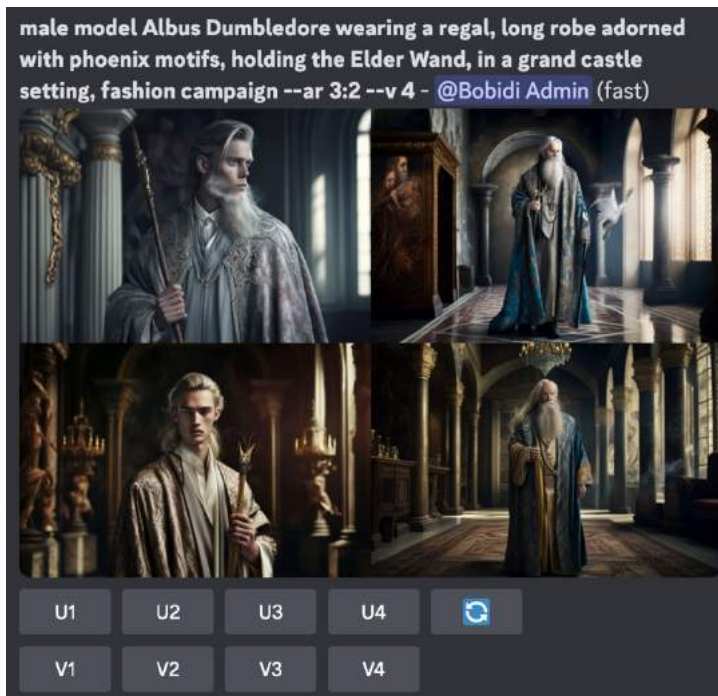 male model Albus Dumbledore wearing a regal, long robe adorned
with phoenix motifs, holding the Elder Wand, in a grand castle
setting, fashion campaign --ar 3:2 --v 4 - @Bobidi Admin (fast)
U1 U2 U3 U4
V1 V2 V3 V4